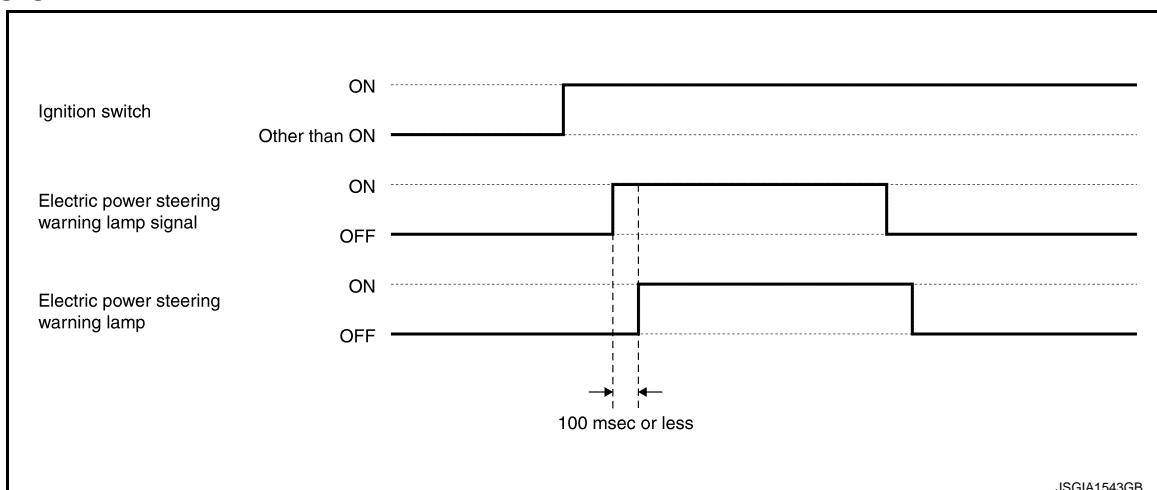 ON
Ignition switch
Other than ON
ON
Electric power steering
warning lamp signal
OFF
ON
Electric power steering
warning lamp
OFF
100 msec or less
JSGIA1543GB